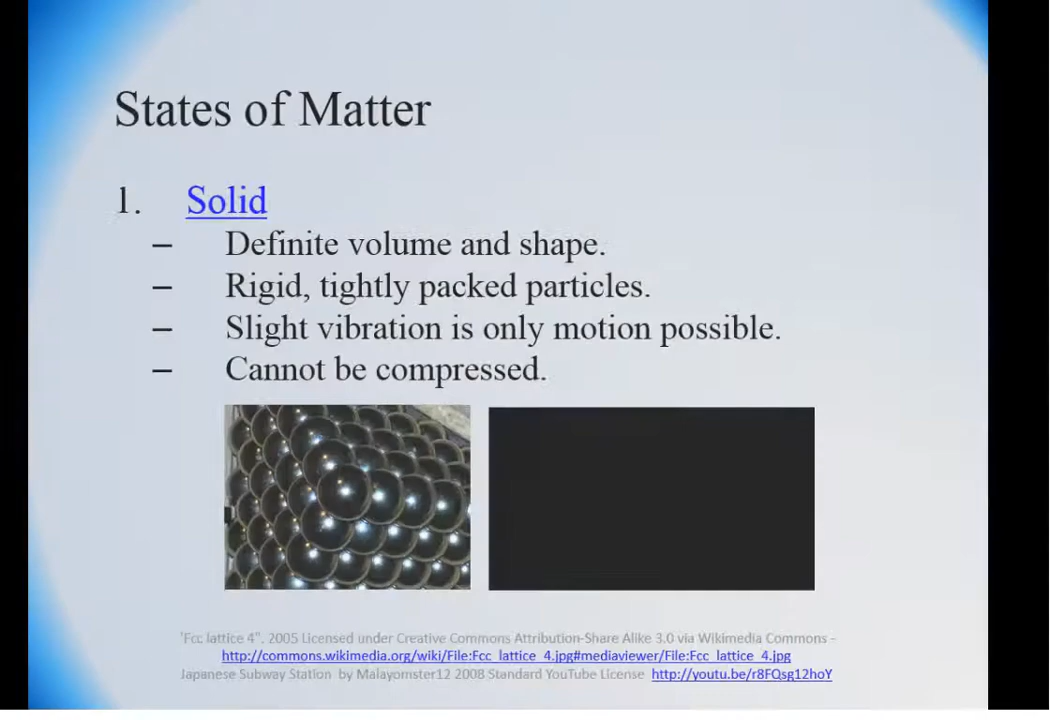 States of Matter
1. Solid
– Definite volume and shape.
– Rigid, tightly packed particles.
– Slight vibration is only motion possible.
– Cannot be compressed.
'Fcc lattice 4". 2005 Licensed under Creative Commons Attribution-Share Alike 3.0 via Wikimedia Commons -
http://commons.wikimedia.org/wiki/File:Fcc_lattice_4.jpg#mediaviewer/File:Fcc_lattice_4.jpg
Japanese Subway Station by Malayomster12 2008 Standard YouTube License http://youtu.be/r8FQsg12hoY